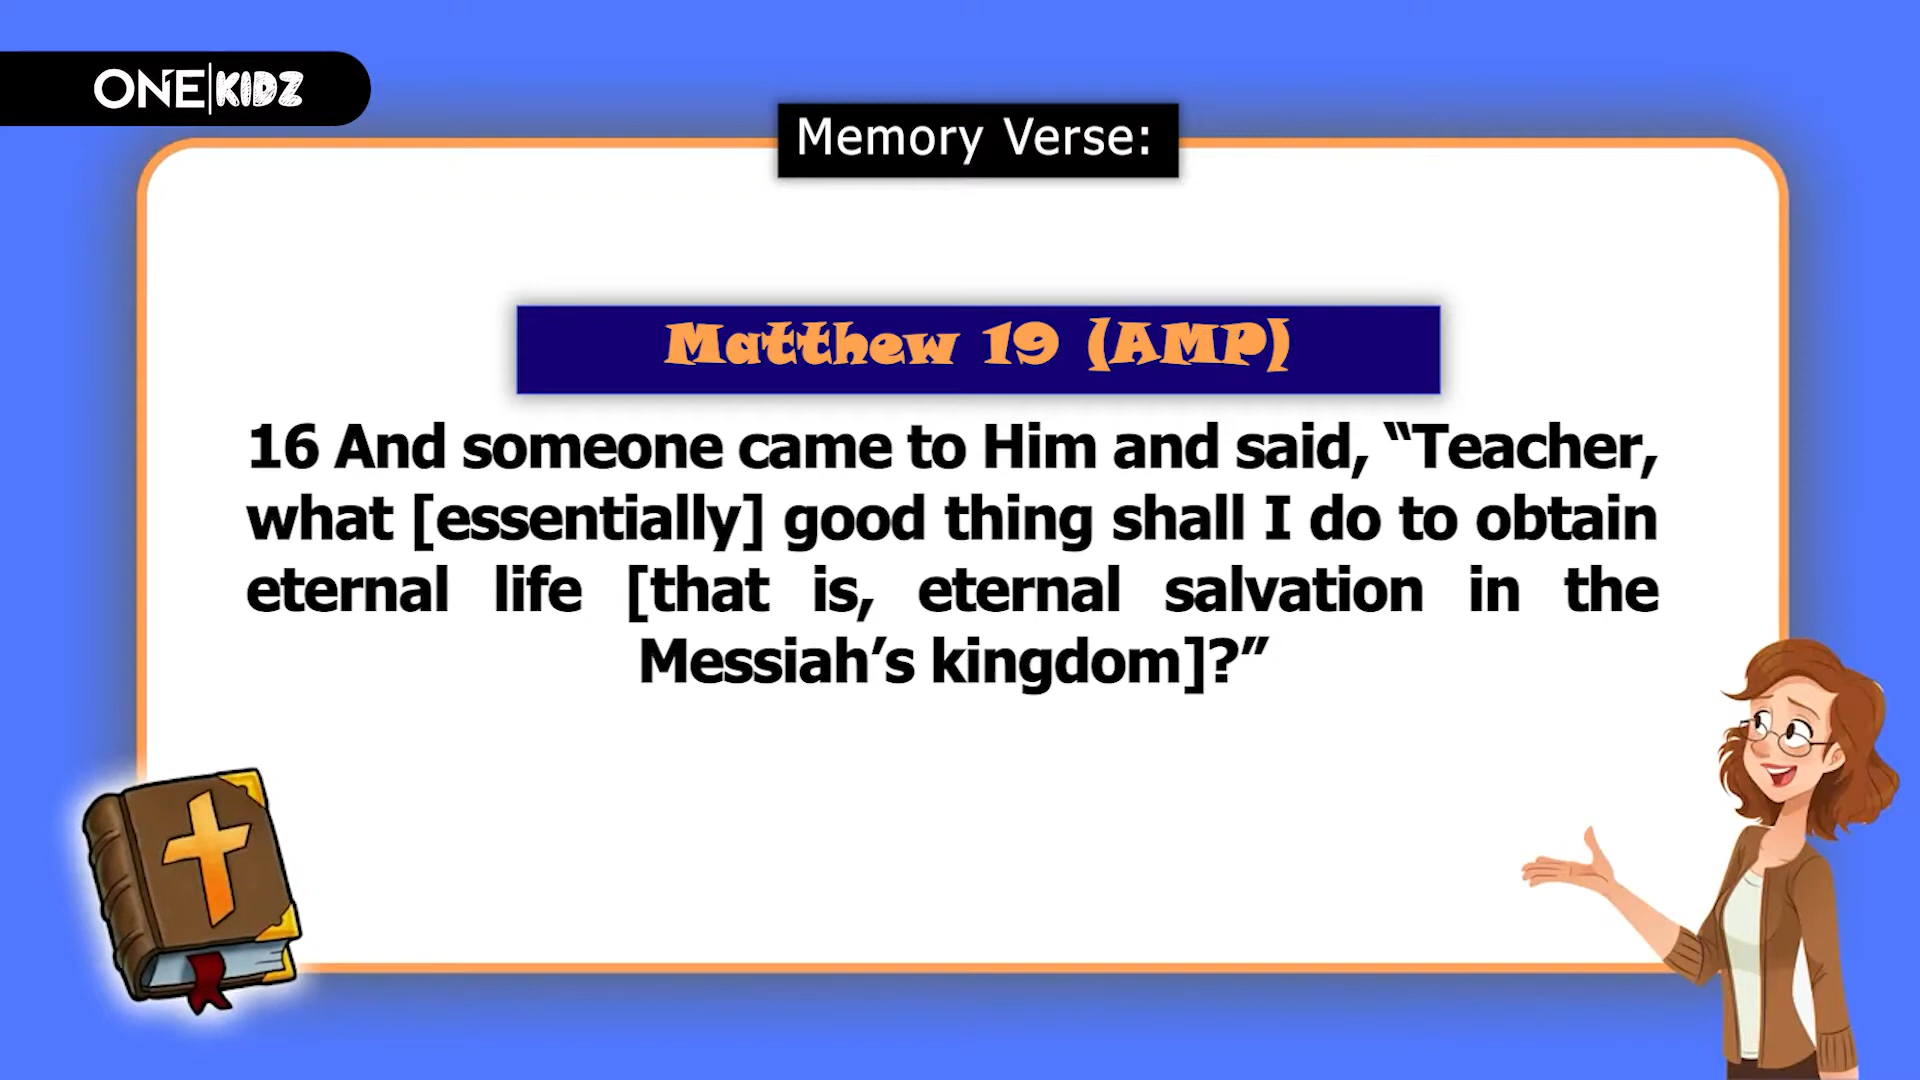 ONE|KIDZ
Memory Verse:
Matthew 19 (AMP)
16 And someone came to Him and said, “Teacher,
what [essentially] good thing shall I do to obtain
eternal life [that is, eternal salvation in the
Messiah’s kingdom]?”